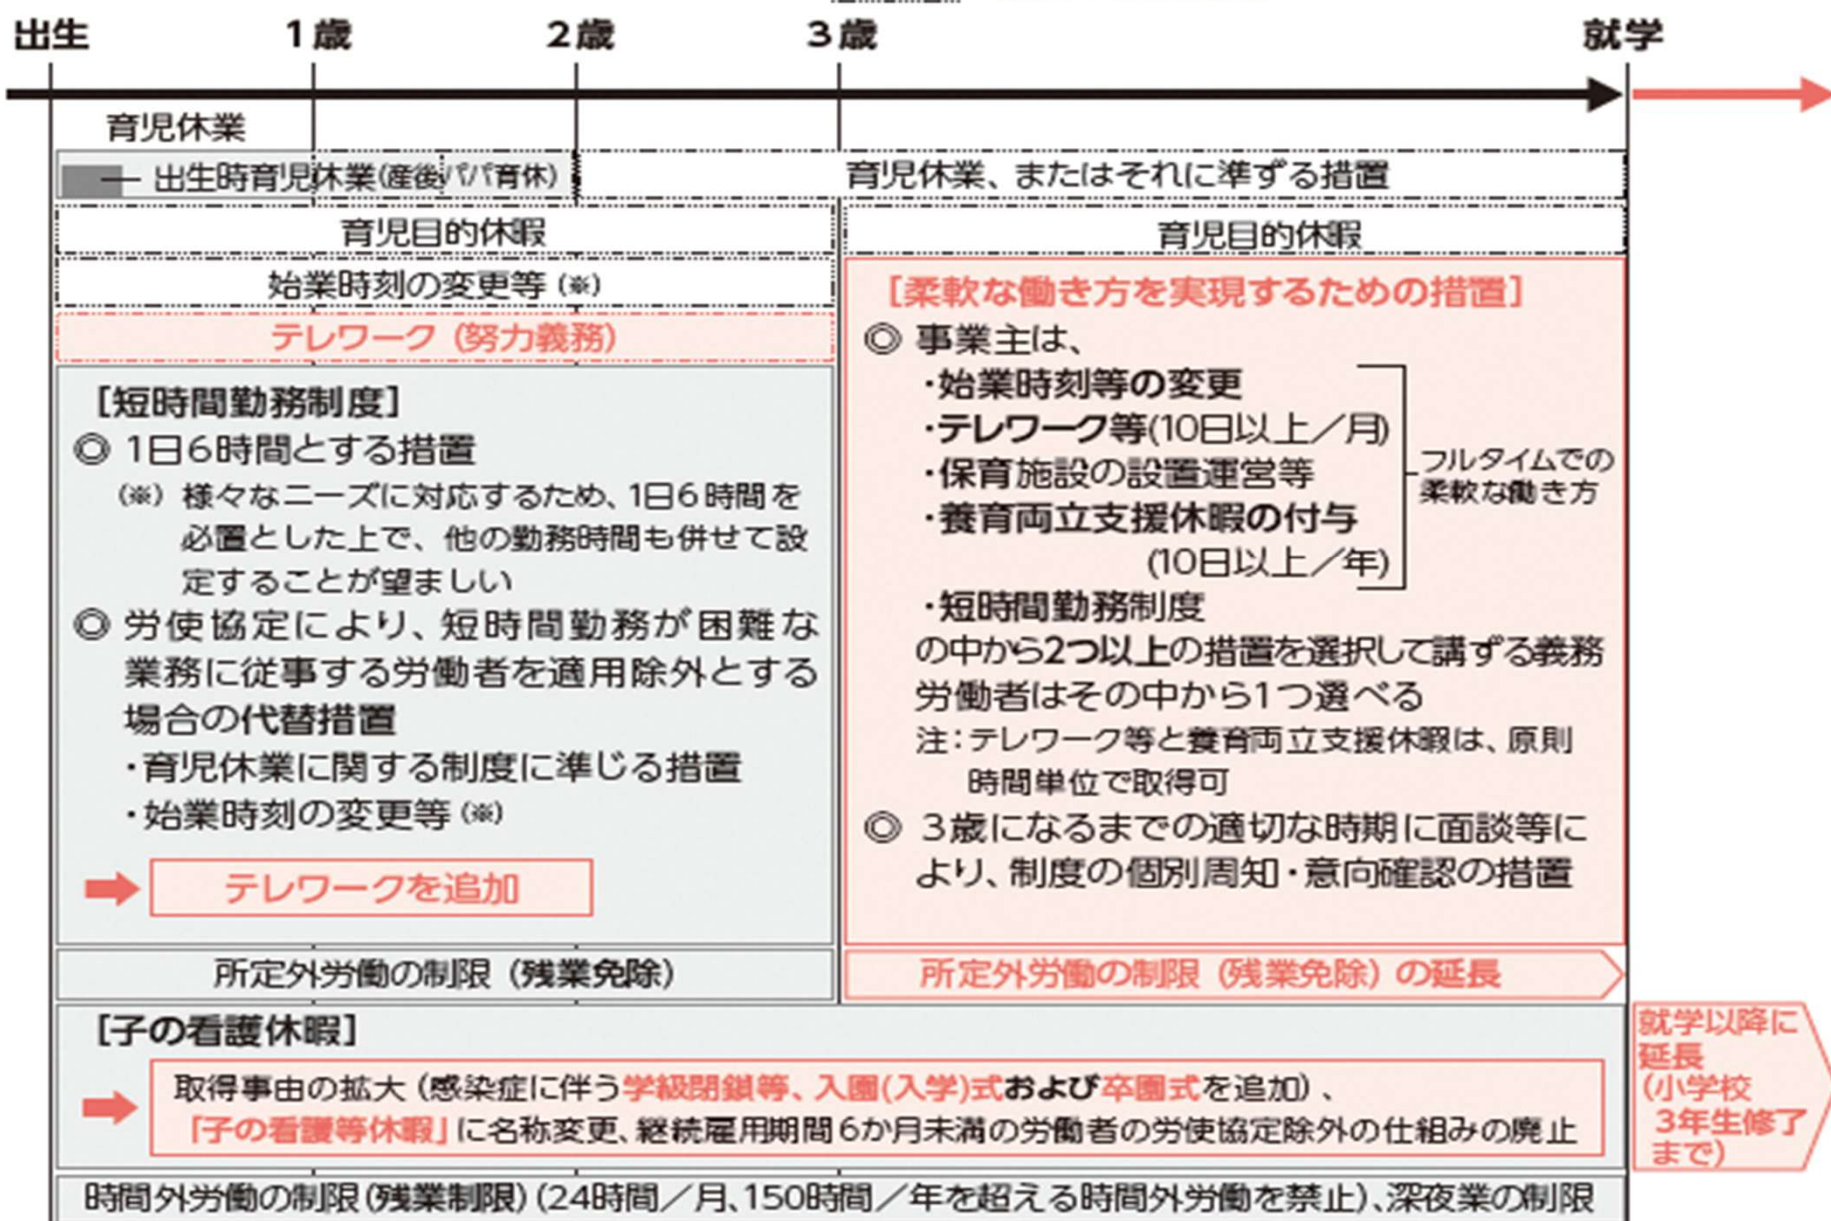 出生
1歳
2歳
3歳
就学
育児休業
出生時育児休業(産後パパ育休)
育児休業、またはそれに準ずる措置
育児目的休暇
育児目的休暇
始業時刻の変更等(※)
テレワーク(努力義務)
[短時間勤務制度]
◎ 1日6時間とする措置
(※) 様々なニーズに対応するため、1日6時間を
必置とした上で、他の勤務時間も併せて設
定することが望ましい
◎ 労使協定により、短時間勤務が困難な
業務に従事する労働者を適用除外とする
場合の代替措置
・育児休業に関する制度に準じる措置
・始業時刻の変更等(※)
テレワークを追加
[柔軟な働き方を実現するための措置]
◎ 事業主は、
・始業時刻等の変更
・テレワーク等(10日以上/月)
・保育施設の設置運営等
・養育両立支援休暇の付与
(10日以上/年)
フルタイムでの
柔軟な働き方
・短時間勤務制度
の中から2つ以上の措置を選択して講ずる義務
労働者はその中から1つ選べる
注:テレワーク等と養育両立支援休暇は、原則
時間単位で取得可
◎ 3歳になるまでの適切な時期に面談等に
より、制度の個別周知・意向確認の措置
所定外労働の制限(残業免除)
所定外労働の制限(残業免除)の延長
[子の看護休暇]
取得事由の拡大(感染症に伴う学級閉鎖等、入園(入学)式および卒園式を追加)、
「子の看護等休暇」に名称変更、継続雇用期間6か月未満の労働者の労使協定除外の仕組みの廃止
就学以降に
延長
(小学校
3年生修了
まで)
時間外労働の制限(残業制限)(24時間/月、150時間/年を超える時間外労働を禁止)、深夜業の制限